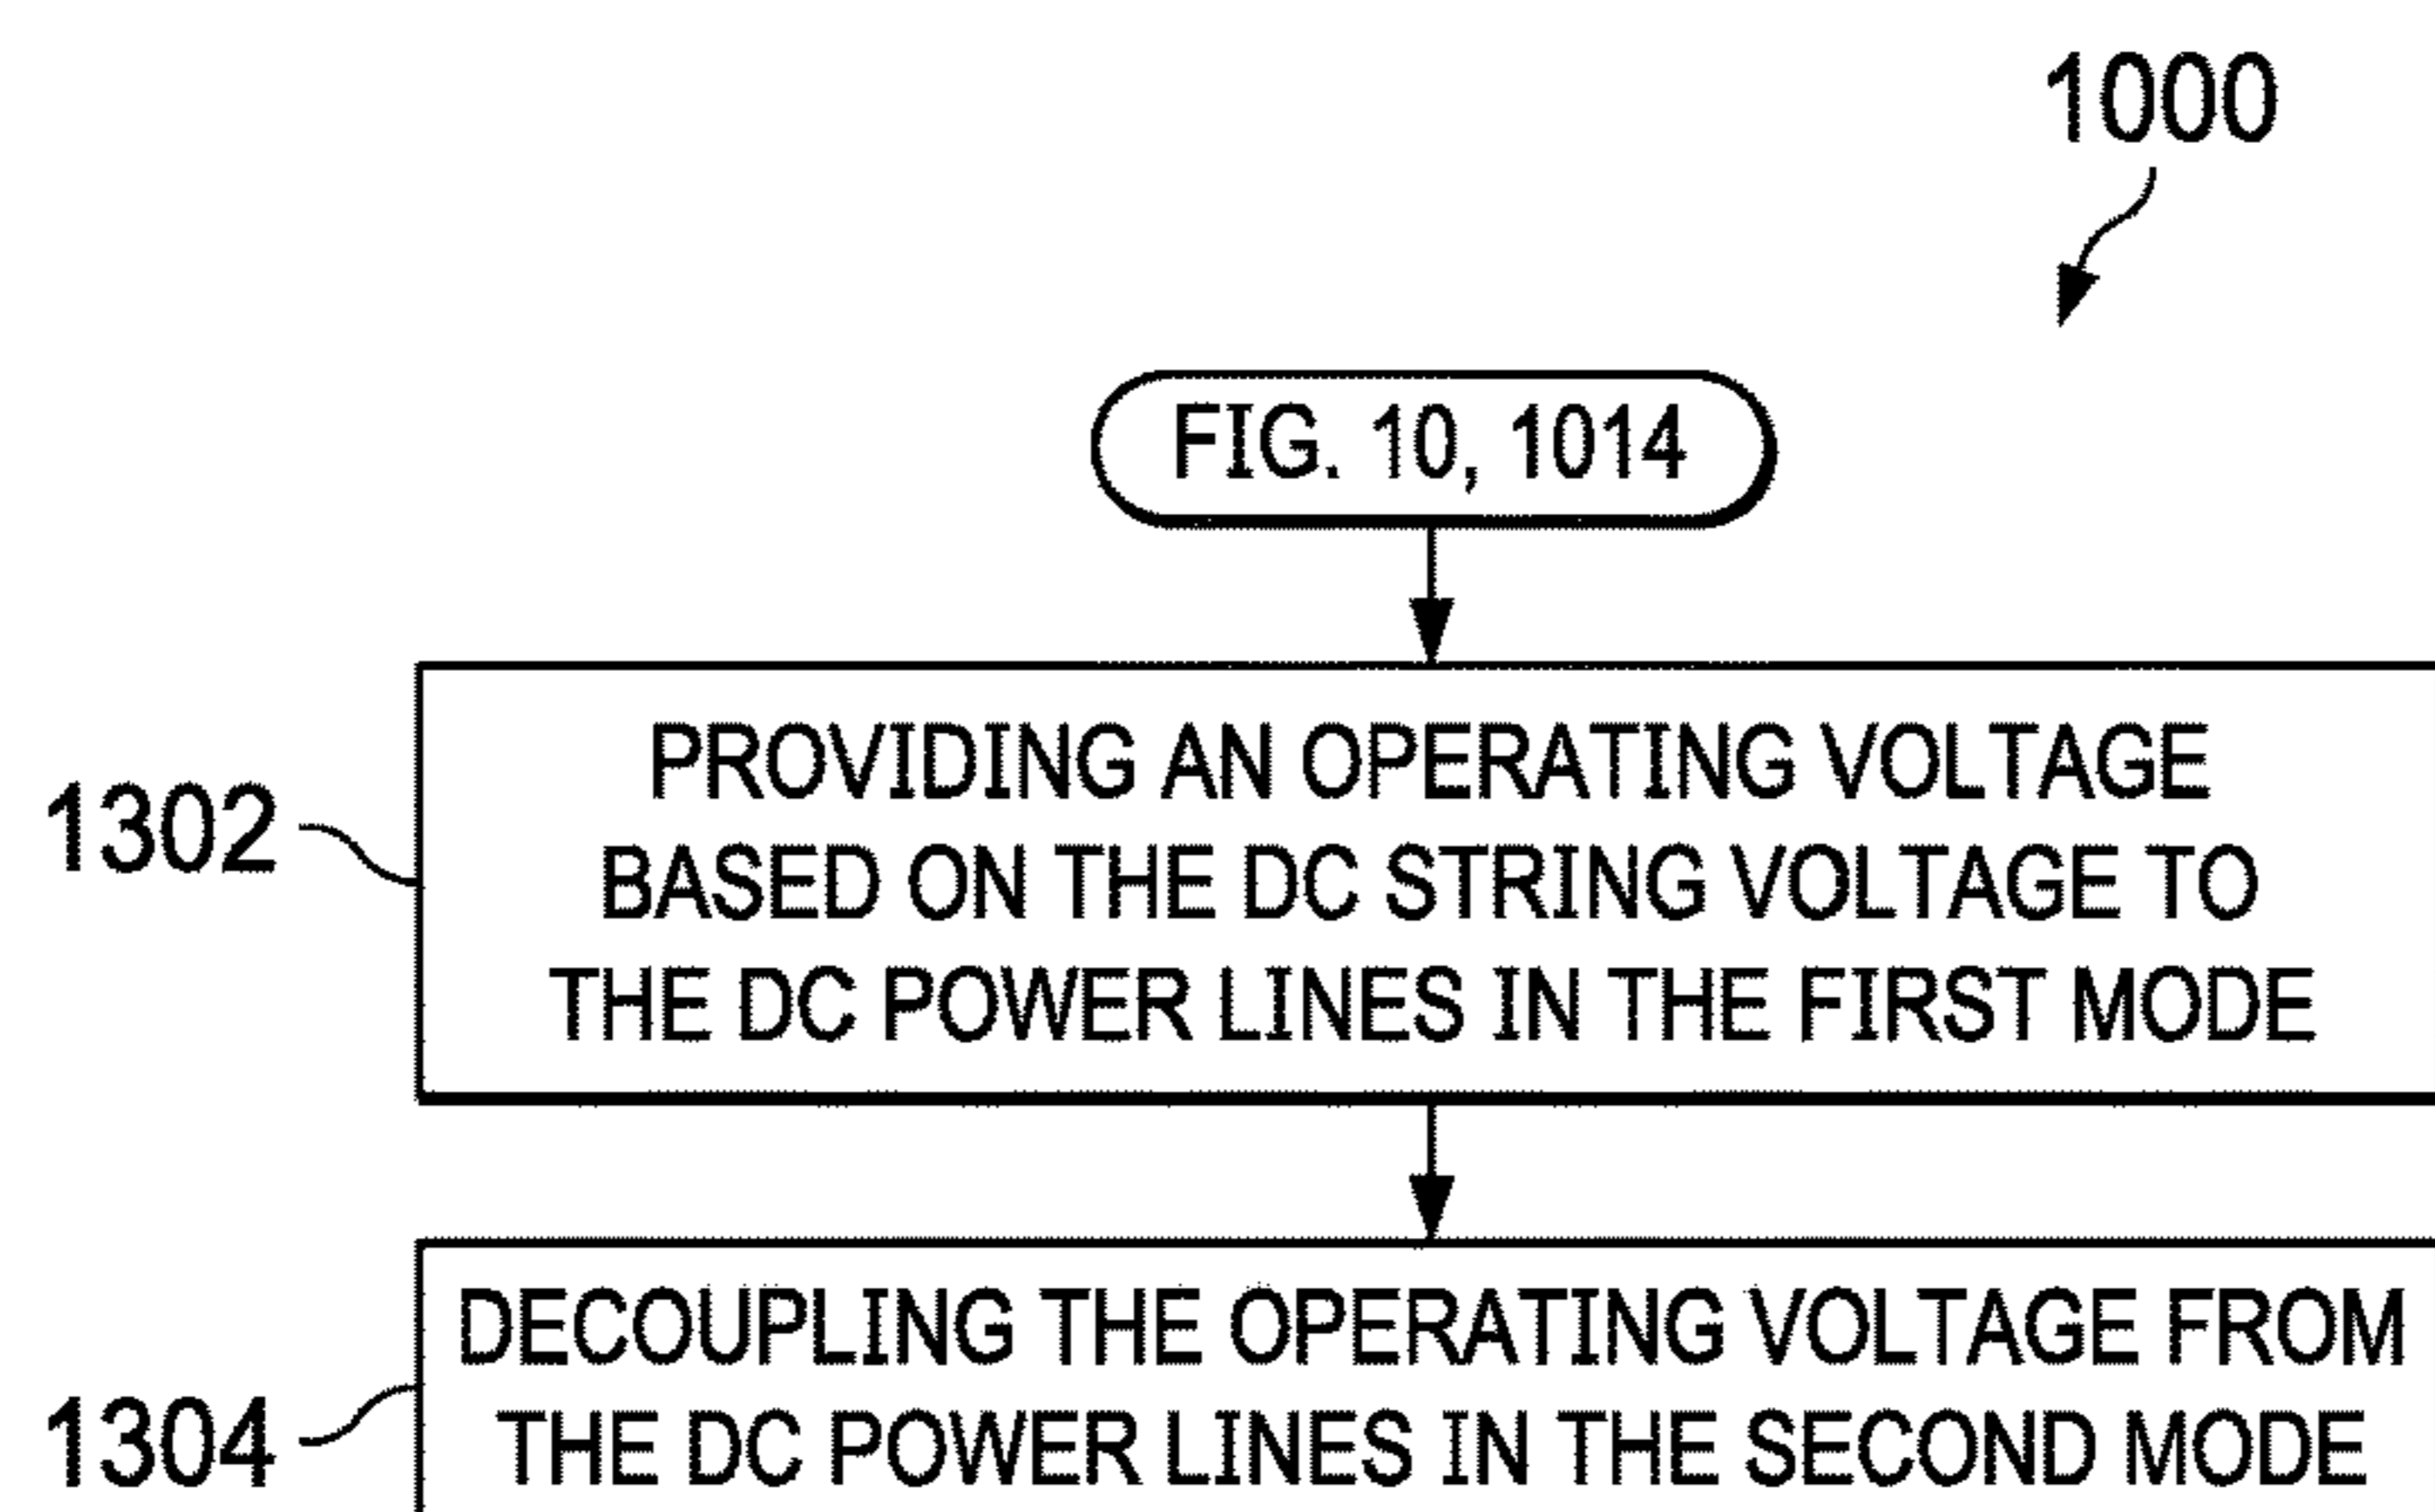 1000
FIG. 10, 1014
1302
PROVIDING AN OPERATING VOLTAGE
BASED ON THE DC STRING VOLTAGE TO
THE DC POWER LINES IN THE FIRST MODE
1304
DECOUPLING THE OPERATING VOLTAGE FROM
THE DC POWER LINES IN THE SECOND MODE